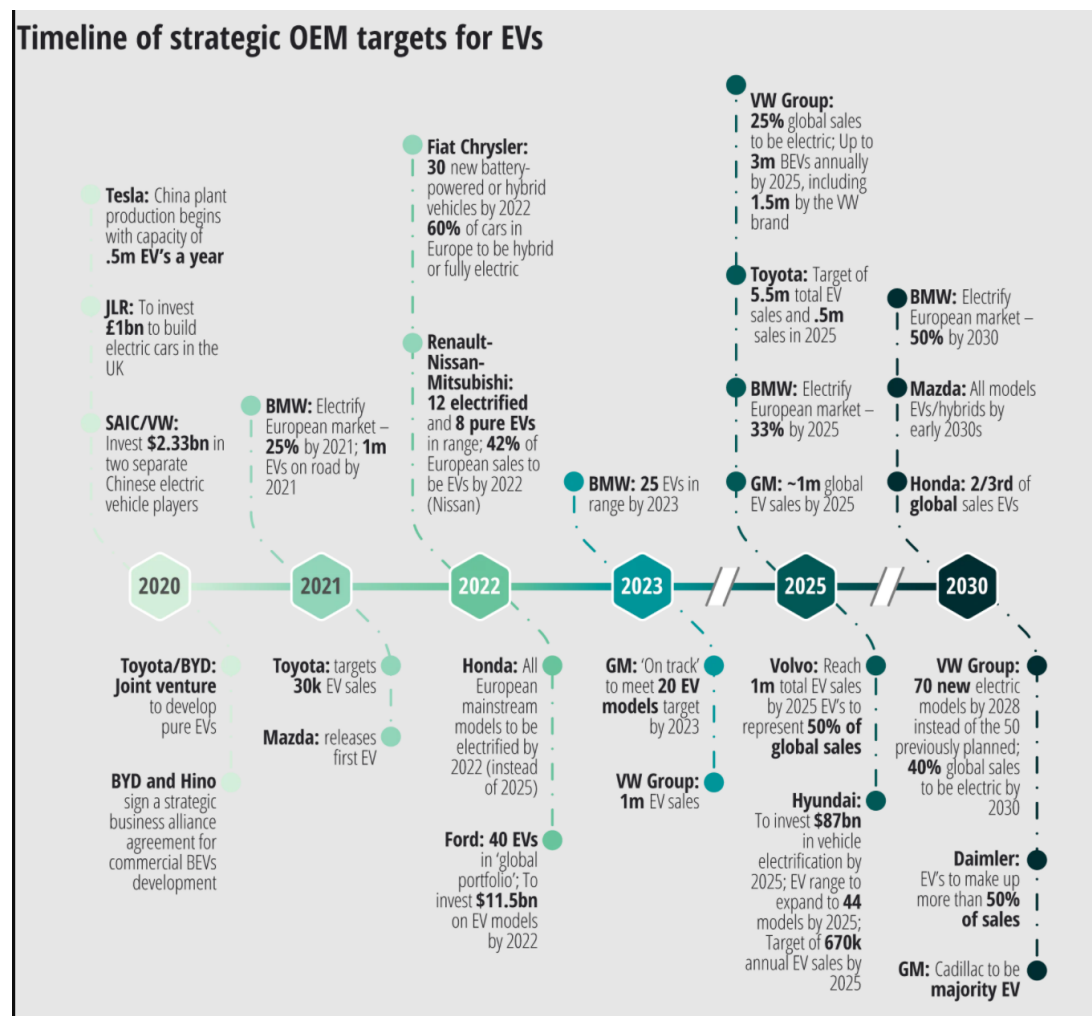 Timeline of strategic OEM targets for EVs
Tesla: China plant
production begins
with capacity of
.5m EV's a year
JLR: To invest
£1bn to build
electric cars in the
UK
SAIC/VW:
Invest $2.33bn in
two separate
Chinese electric
vehicle players
BMW: Electrify
European market –
25% by 2021; 1m
EVs on road by
2021
Fiat Chrysler:
30 new battery-
powered or hybrid
vehicles by 2022
60% of cars in
Europe to be hybrid
or fully electric
Renault-
Nissan-
Mitsubishi:
12 electrified
and 8 pure EVs
in range; 42% of
European sales to
be EVs by 2022
(Nissan)
BMW: 25 EVs in
range by 2023
VW Group:
25% global sales
to be electric; Up to
3m BEVs annually
by 2025, including
1.5m by the VW
brand
Toyota: Target of
5.5m total EV
sales and .5m
sales in 2025
BMW: Electrify
European market –
33% by 2025
GM: ~1m global
EV sales by 2025
BMW: Electrify
European market –
50% by 2030
Mazda: All models
EVs/hybrids by
early 2030s
Honda: 2/3rd of
global sales EVs
2020
2021
2022
2023
2025
2030
Toyota/BYD:
Joint venture
to develop
pure EVs
BYD and Hino
sign a strategic
business alliance
agreement for
commercial BEVs
development
Toyota: targets
30k EV sales
Mazda: releases
first EV
Honda: All
European
mainstream
models to be
electrified by
2022 (instead
of 2025)
Ford: 40 EVs
in 'global
portfolio'; To
invest $11.5bn
on EV models
by 2022
GM: 'On track'
to meet 20 EV
models target
by 2023
VW Group:
1m EV sales
Volvo: Reach
1m total EV sales
by 2025 EV's to
represent 50% of
global sales
Hyundai:
To invest $87bn
in vehicle
electrification by
2025; EV range to
expand to 44
models by 2025;
Target of 670k
annual EV sales by
2025
VW Group:
70 new electric
models by 2028
instead of the 50
previously planned;
40% global sales
to be electric by
2030
Daimler:
EV's to make up
more than 50%
of sales
GM: Cadillac to be
majority EV